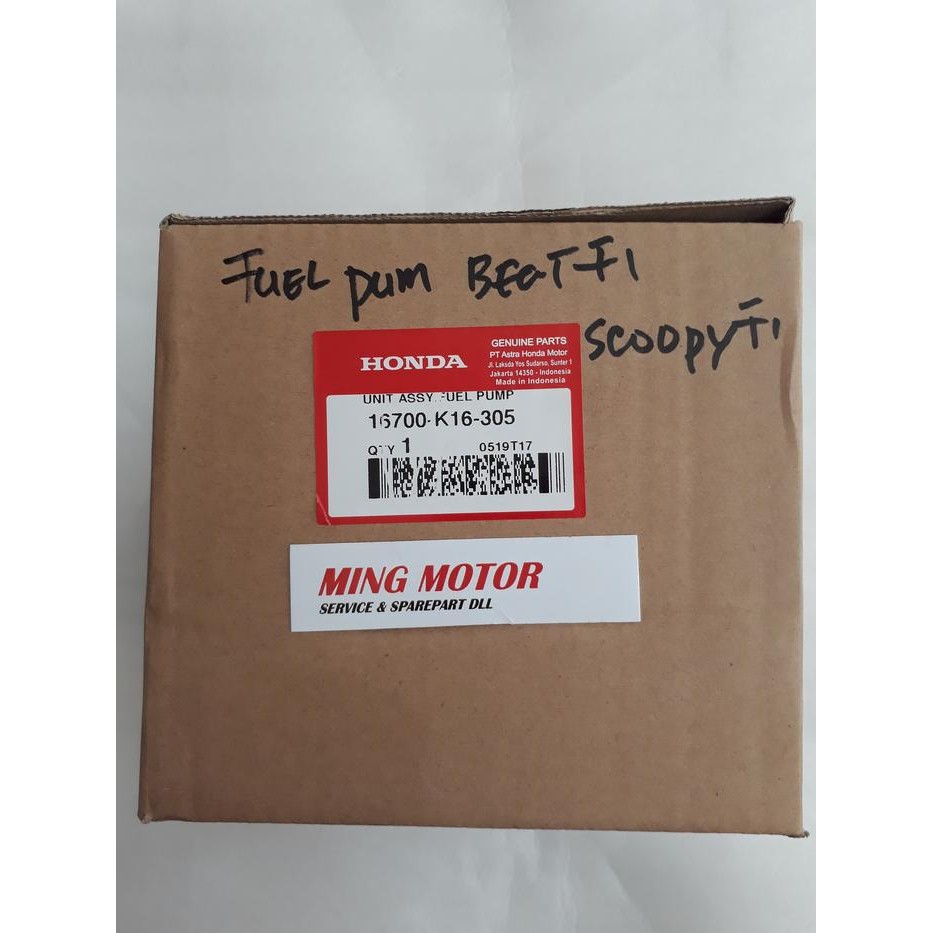 FUEL PUM BEAT FI
SCOOPY FI
HONDA
GENUINE PARTS
PT Astra Honda Motor
Jl. Laksda Yos Sudarso, Sunter 1
Jakarta 14350 - Indonesia
Made in Indonesia
UNIT ASSY.,FUEL PUMP
16700-K16-305
QTY 1 0519T17
MING MOTOR
SERVICE & SPAREPART DLL